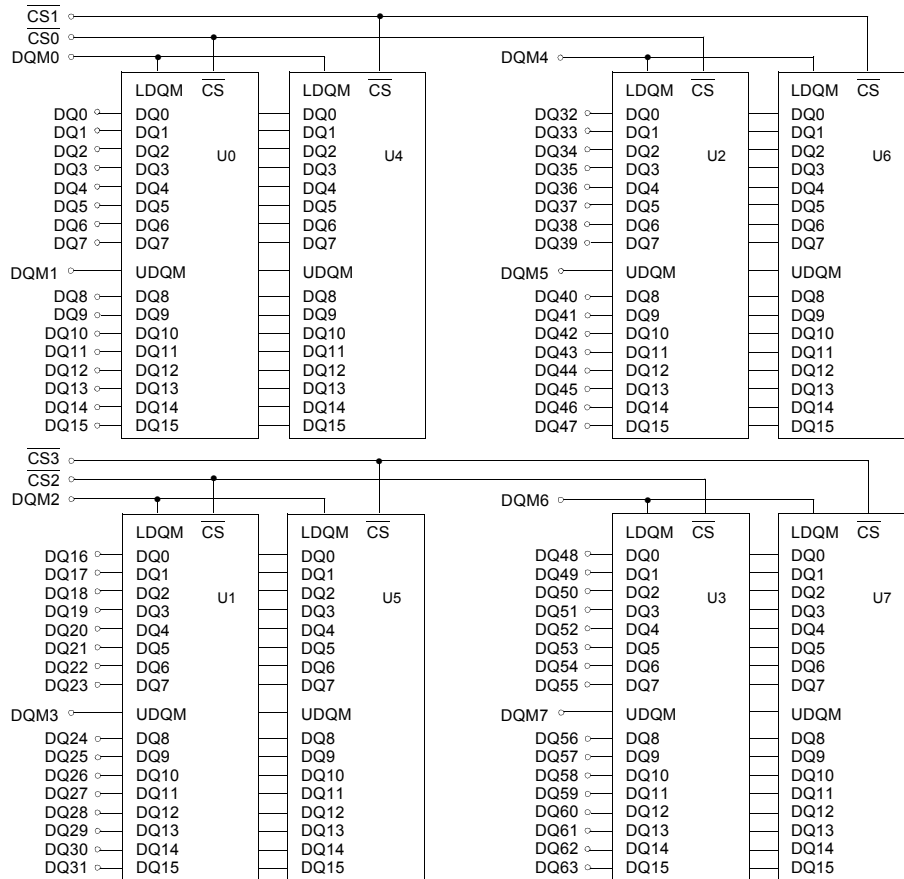 CS1
CS0
DQM0 DQM4
LDQM CS LDQM CS LDQM CS LDQM CS
DQ0 DQ0 DQ0 DQ32 DQ0 DQ0
DQ1 DQ1 DQ1 DQ33 DQ1 DQ1
DQ2 DQ2 U0 DQ2 U4 DQ34 DQ2 U2 DQ2 U6
DQ3 DQ3 DQ3 DQ35 DQ3 DQ3
DQ4 DQ4 DQ4 DQ36 DQ4 DQ4
DQ5 DQ5 DQ5 DQ37 DQ5 DQ5
DQ6 DQ6 DQ6 DQ38 DQ6 DQ6
DQ7 DQ7 DQ7 DQ39 DQ7 DQ7
DQM1 UDQM UDQM DQM5 UDQM UDQM
DQ8 DQ8 DQ8 DQ40 DQ8 DQ8
DQ9 DQ9 DQ9 DQ41 DQ9 DQ9
DQ10 DQ10 DQ10 DQ42 DQ10 DQ10
DQ11 DQ11 DQ11 DQ43 DQ11 DQ11
DQ12 DQ12 DQ12 DQ44 DQ12 DQ12
DQ13 DQ13 DQ13 DQ45 DQ13 DQ13
DQ14 DQ14 DQ14 DQ46 DQ14 DQ14
DQ15 DQ15 DQ15 DQ47 DQ15 DQ15
CS3
CS2
DQM2 DQM6
LDQM CS LDQM CS LDQM CS LDQM CS
DQ16 DQ0 DQ0 DQ48 DQ0 DQ0
DQ17 DQ1 DQ1 DQ49 DQ1 DQ1
DQ18 DQ2 U1 DQ2 U5 DQ50 DQ2 U3 DQ2 U7
DQ19 DQ3 DQ3 DQ51 DQ3 DQ3
DQ20 DQ4 DQ4 DQ52 DQ4 DQ4
DQ21 DQ5 DQ5 DQ53 DQ5 DQ5
DQ22 DQ6 DQ6 DQ54 DQ6 DQ6
DQ23 DQ7 DQ7 DQ55 DQ7 DQ7
DQM3 UDQM UDQM DQM7 UDQM UDQM
DQ24 DQ8 DQ8 DQ56 DQ8 DQ8
DQ25 DQ9 DQ9 DQ57 DQ9 DQ9
DQ26 DQ10 DQ10 DQ58 DQ10 DQ10
DQ27 DQ11 DQ11 DQ59 DQ11 DQ11
DQ28 DQ12 DQ12 DQ60 DQ12 DQ12
DQ29 DQ13 DQ13 DQ61 DQ13 DQ13
DQ30 DQ14 DQ14 DQ62 DQ14 DQ14
DQ31 DQ15 DQ15 DQ63 DQ15 DQ15